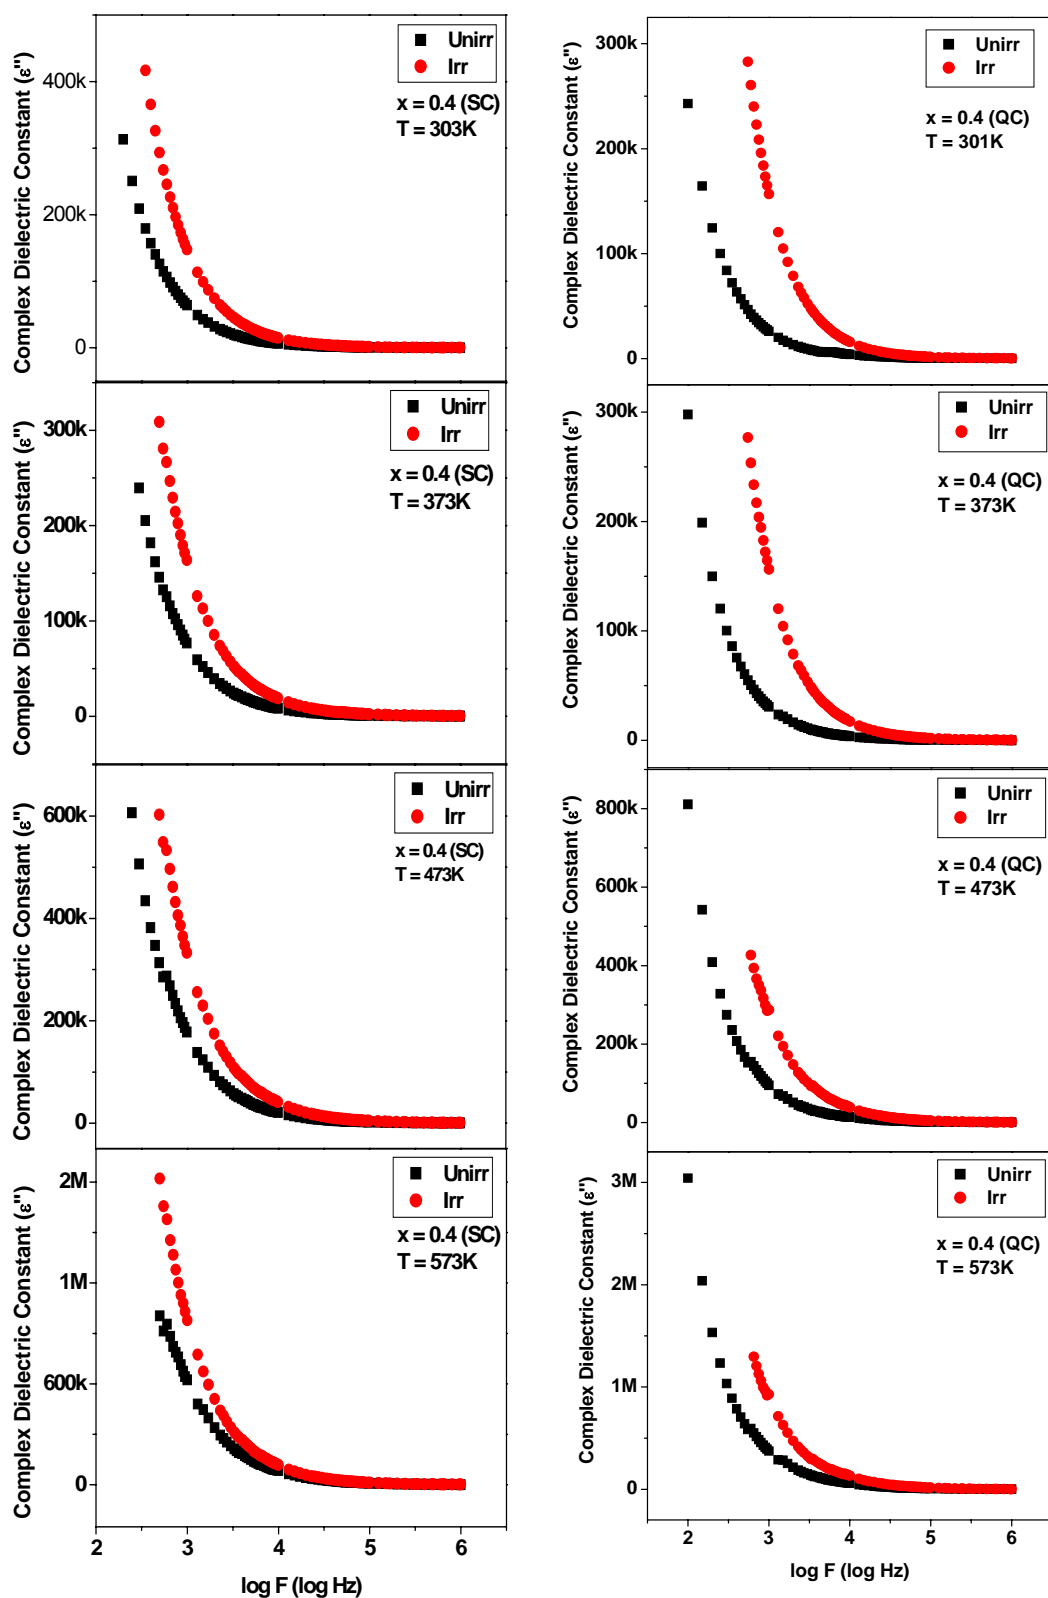 Complex Dielectric Constant (ε")
400k
200k
0
Unirr
Irr
x = 0.4 (SC)
T = 303K
Complex Dielectric Constant (ε")
300k
200k
100k
0
Unirr
Irr
x = 0.4 (QC)
T = 301K
Complex Dielectric Constant (ε")
300k
200k
100k
0
Unirr
Irr
x = 0.4 (SC)
T = 373K
Complex Dielectric Constant (ε")
300k
200k
100k
0
Unirr
Irr
x = 0.4 (QC)
T = 373K
Complex Dielectric Constant (ε")
600k
400k
200k
0
Unirr
Irr
x = 0.4 (SC)
T = 473K
Complex Dielectric Constant (ε")
800k
600k
400k
200k
0
Unirr
Irr
x = 0.4 (QC)
T = 473K
Complex Dielectric Constant (ε")
2M
1M
600k
0
Unirr
Irr
x = 0.4 (SC)
T = 573K
2 3 4 5 6
log F (log Hz)
Complex Dielectric Constant (ε")
3M
2M
1M
0
Unirr
Irr
x = 0.4 (QC)
T = 573K
2 3 4 5 6
log F (log Hz)